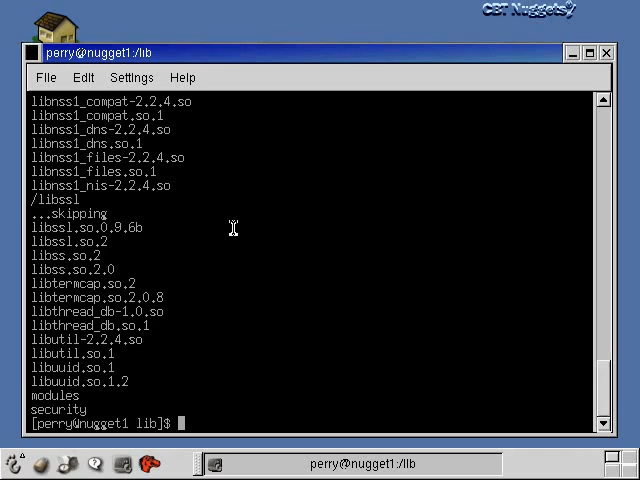 CBT Nuggets
perry@nugget1:/lib
File Edit Settings Help
libnss1_compat-2.2.4.so
libnss1_compat.so.1
libnss1_dns-2.2.4.so
libnss1_dns.so.1
libnss1_files-2.2.4.so
libnss1_files.so.1
libnss1_nis-2.2.4.so
/libssl
...skipping
libssl.so.0.9.6b
libssl.so.2
libss.so.2
libss.so.2.0
libtermcap.so.2
libtermcap.so.2.0.8
libthread_db-1.0.so
libthread_db.so.1
libutil-2.2.4.so
libutil.so.1
libuuid.so.1
libuuid.so.1.2
modules
security
[perry@nugget1 lib]$
perry@nugget1:/lib